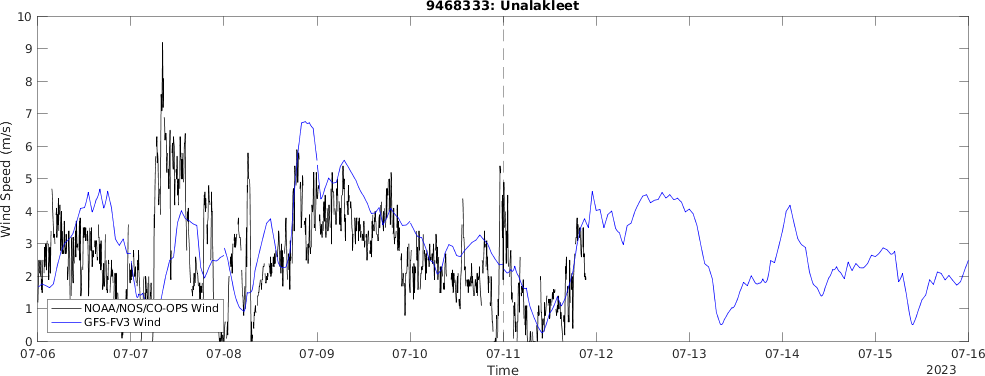 9468333: Unalakleet
Wind Speed (m/s)
10
9
8
7
6
5
4
3
2
1
0
NOAA/NOS/CO-OPS Wind
GFS-FV3 Wind
07-06 07-07 07-08 07-09 07-10 07-11 07-12 07-13 07-14 07-15 07-16
Time
2023